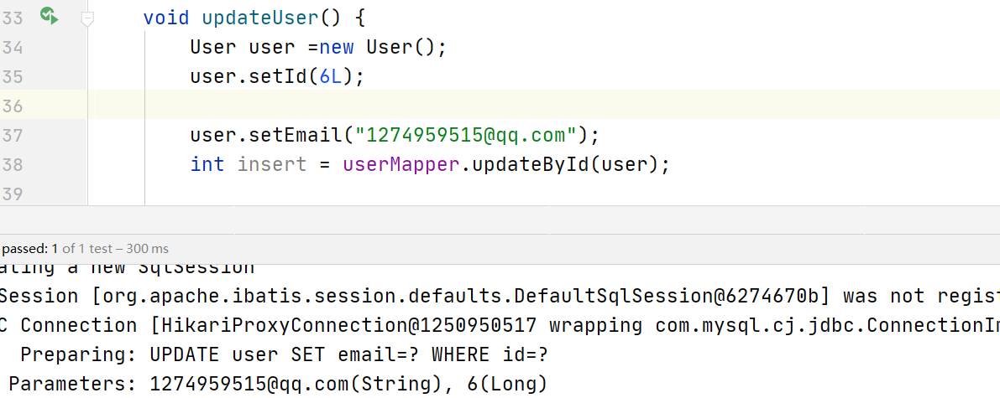 33 void updateUser() {
34 User user =new User();
35 user.setId(6L);
36
37 user.setEmail("1274959515@qq.com");
38 int insert = userMapper.updateById(user);
39
passed: 1 of 1 test – 300 ms
ating a new SqlSession
Session [org.apache.ibatis.session.defaults.DefaultSqlSession@6274670b] was not regist
C Connection [HikariProxyConnection@1250950517 wrapping com.mysql.cj.jdbc.ConnectionIm
Preparing: UPDATE user SET email=? WHERE id=?
Parameters: 1274959515@qq.com(String), 6(Long)